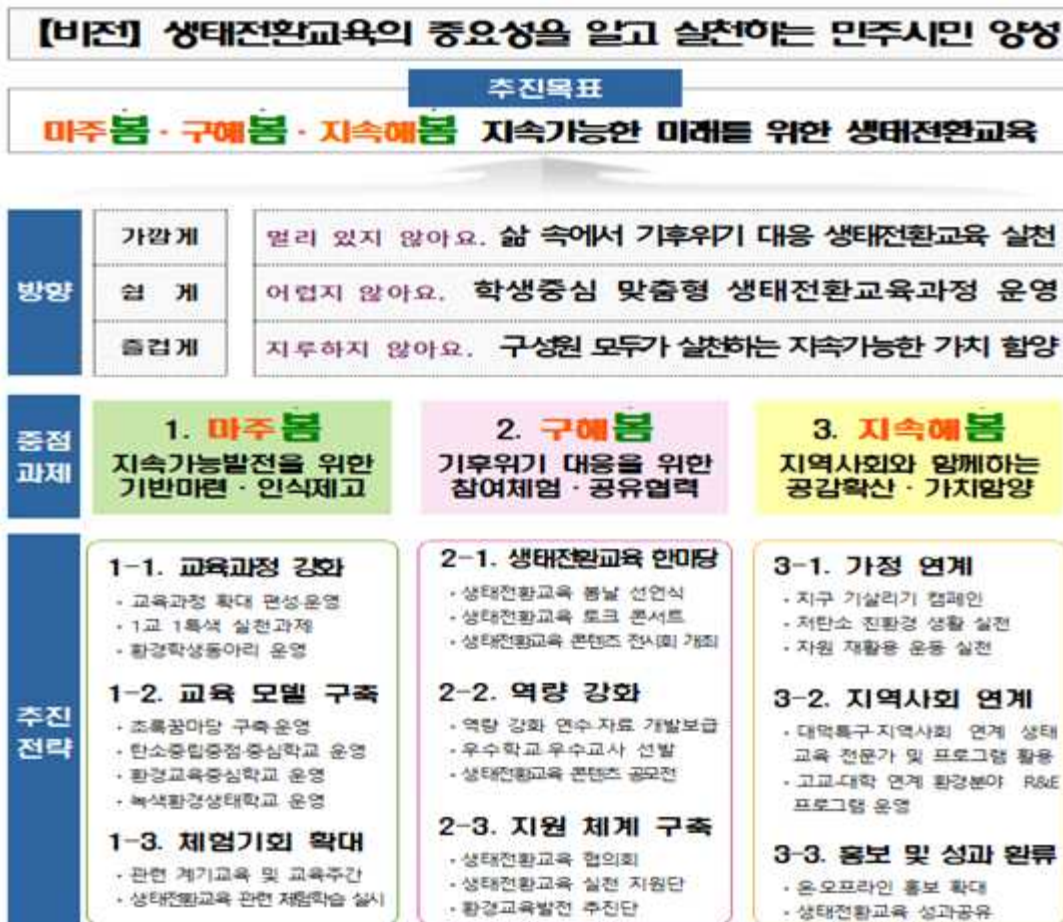 【비전】 생태전환교육의 중요성을 알고 실천하는 민주시민 양성
추진목표
마주봄 · 구해봄 · 지속해봄 지속가능한 미래를 위한 생태전환교육
방향
가깝게
멀리 있지 않아요. 삶 속에서 기후위기 대응 생태전환교육 실천
쉽 게
어렵지 않아요. 학생중심 맞춤형 생태전환교육과정 운영
즐겁게
지루하지 않아요. 구성원 모두가 실천하는 지속가능한 가치 함양
중점
과제
1. 마주봄
지속가능발전을 위한
기반마련 · 인식제고
2. 구해봄
기후위기 대응을 위한
참여체험 · 공유협력
3. 지속해봄
지역사회와 함께하는
공감확산 · 가치함양
추진
전략
1-1. 교육과정 강화
· 교육과정 확대 편성·운영
· 1교 1특색 실천과제
· 환경학생동아리 운영
1-2. 교육 모델 구축
· 초록꿈마당 구축·운영
· 탄소중립중점·중심학교 운영
· 환경교육중심학교 운영
· 녹색환경생태학교 운영
1-3. 체험기회 확대
· 관련 계기교육 및 교육주간
· 생태전환교육 관련 체험학습 실시
2-1. 생태전환교육 한마당
· 생태전환교육 봄날 선언식
· 생태전환교육 토크 콘서트
· 생태전환교육 콘텐츠 전시회 개최
2-2. 역량 강화
· 역량 강화 연수·자료 개발보급
· 우수학교·우수교사 선발
· 생태전환교육 콘텐츠 공모전
2-3. 지원 체계 구축
· 생태전환교육 협의회
· 생태전환교육 실천 지원단
· 환경교육발전 추진단
3-1. 가정 연계
· 지구 기살리기 캠페인
· 저탄소 친환경 생활 실천
· 자원 재활용 운동 실천
3-2. 지역사회 연계
· 대덕특구·지역사회 연계 생태
교육 전문가 및 프로그램 활용
· 고교-대학 연계 환경분야 R&E
프로그램 운영
3-3. 홍보 및 성과 환류
· 온·오프라인 홍보 확대
· 생태전환교육 성과공유